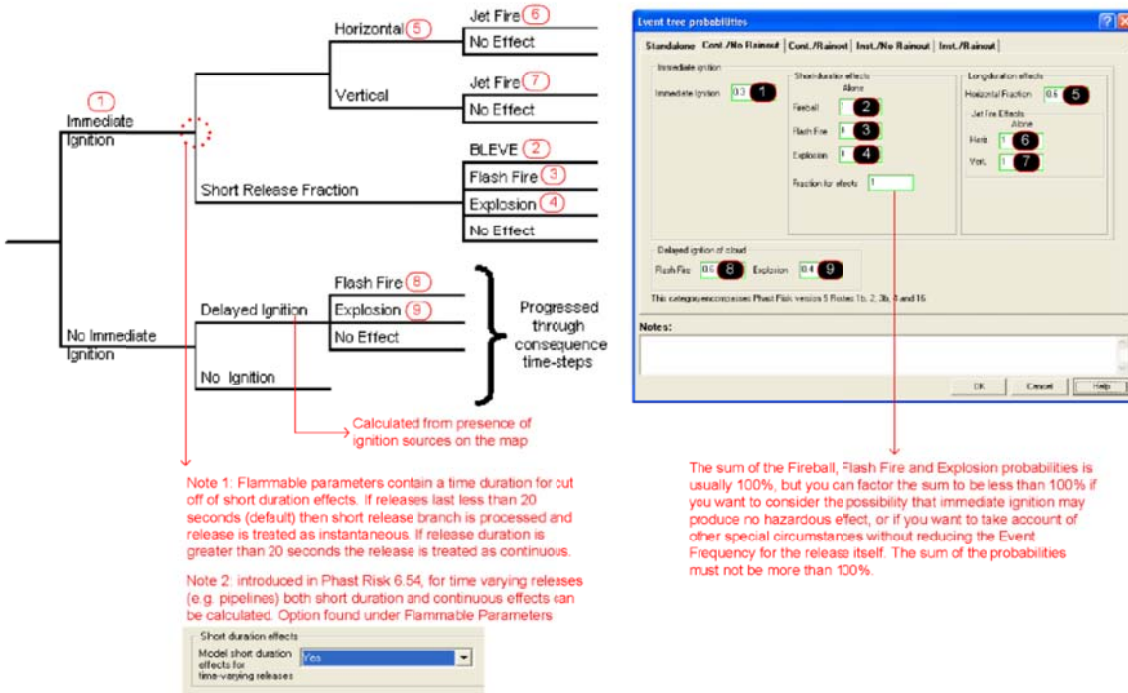 1
Immediate
Ignition
Horizontal 5
Jet Fire 6
No Effect
Vertical
Jet Fire 7
No Effect
Short Release Fraction
BLEVE 2
Flash Fire 3
Explosion 4
No Effect
No Immediate
Ignition
Delayed Ignition
Flash Fire 8
Explosion 9
No Effect
No Ignition
Progressed
through
consequence
time-steps
Calculated from presence of
ignition sources on the map
Note 1: Flammable parameters contain a time duration for cut
off of short duration effects. If releases last less than 20
seconds (default) then short release branch is processed and
release is treated as instantaneous. If release duration is
greater than 20 seconds the release is treated as continuous.
Note 2: introduced in Phast Risk 6.54, for time varying releases
(e.g. pipelines) both short duration and continuous effects can
be calculated. Option found under Flammable Parameters
Short duration effects
Model short duration
effects for
time-varying releases
Yes
Event tree probabilities
Standalone Cont./No Rainout Cont./Rainout Inst./No Rainout Inst./Rainout
Immediate ignition
Immediate Ignition 0.3 1
Short-duration effects
Alone
Fireball 2
Flash Fire 3
Explosion 4
Fraction for effects 1
Long-duration effects
Horizontal Fraction 0.6 5
Jet Fire Effects
Alone
Horiz. 1 6
Vert. 1 7
Delayed ignition of cloud
Flash Fire 0.6 8 Explosion 0.4 9
This category encompasses Phast Risk version 5 Routes 1b, 2, 3b, 4 and 16
Notes:
OK Cancel Help
The sum of the Fireball, Flash Fire and Explosion probabilities is
usually 100%, but you can factor the sum to be less than 100% if
you want to consider the possibility that immediate ignition may
produce no hazardous effect, or if you want to take account of
other special circumstances without reducing the Event
Frequency for the release itself. The sum of the probabilities
must not be more than 100%.